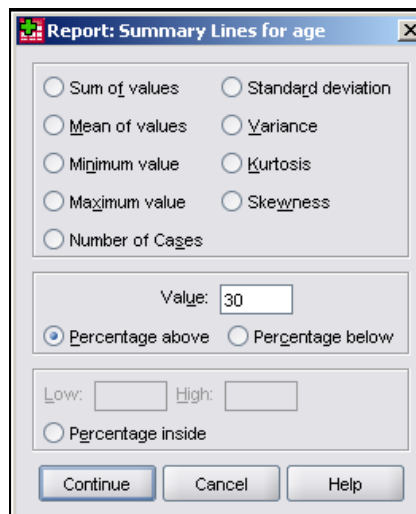 Report: Summary Lines for age
Sum of values
Standard deviation
Mean of values
Variance
Minimum value
Kurtosis
Maximum value
Skewness
Number of Cases
Value: 30
Percentage above
Percentage below
Low:
High:
Percentage inside
Continue
Cancel
Help